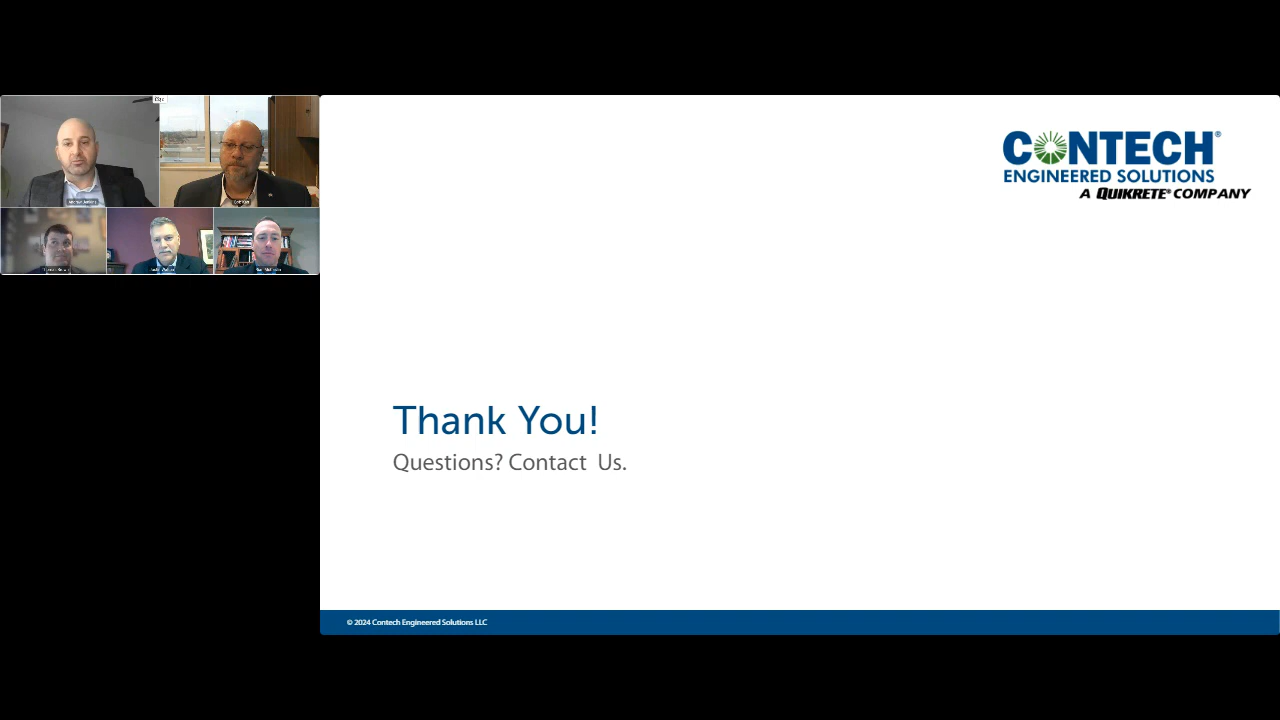 CONTECH®
ENGINEERED SOLUTIONS
A QUIKRETE® COMPANY
Thank You!
Questions? Contact Us.
© 2024 Contech Engineered Solutions LLC